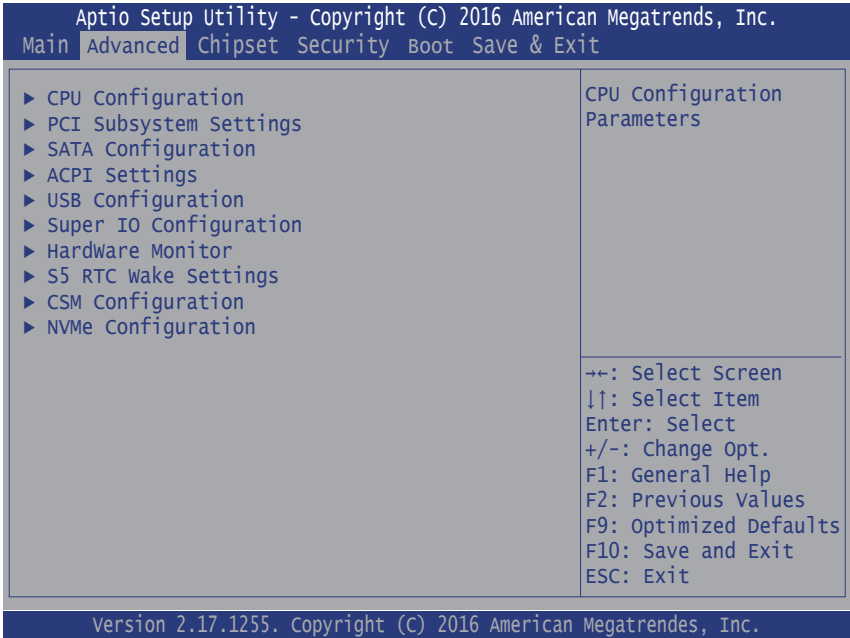 Aptio Setup Utility - Copyright (C) 2016 American Megatrends, Inc.
Main Advanced Chipset Security Boot Save & Exit
▶ CPU Configuration
▶ PCI Subsystem Settings
▶ SATA Configuration
▶ ACPI Settings
▶ USB Configuration
▶ Super IO Configuration
▶ HardWare Monitor
▶ S5 RTC Wake Settings
▶ CSM Configuration
▶ NVMe Configuration
CPU Configuration
Parameters
→←: Select Screen
↓↑: Select Item
Enter: Select
+/-: Change Opt.
F1: General Help
F2: Previous Values
F9: Optimized Defaults
F10: Save and Exit
ESC: Exit
Version 2.17.1255. Copyright (C) 2016 American Megatrendes, Inc.